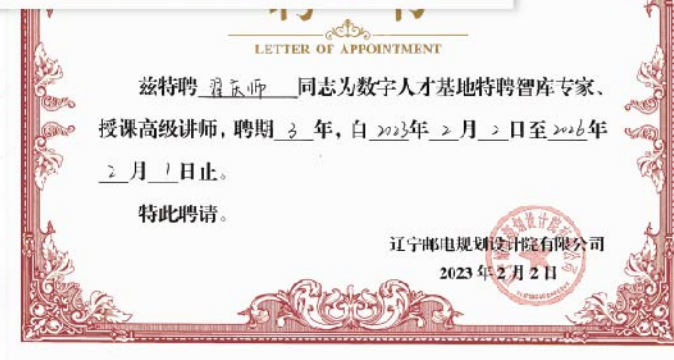 LETTER OF APPOINTMENT
兹特聘 同志为数字人才基地特聘智库专家、
授课高级讲师，聘期 3 年，自 2023年 2 月 2 日至 2026年
2 月 1 日止。
特此聘请。
辽宁邮电规划设计院有限公司
2023 年 2 月 2 日